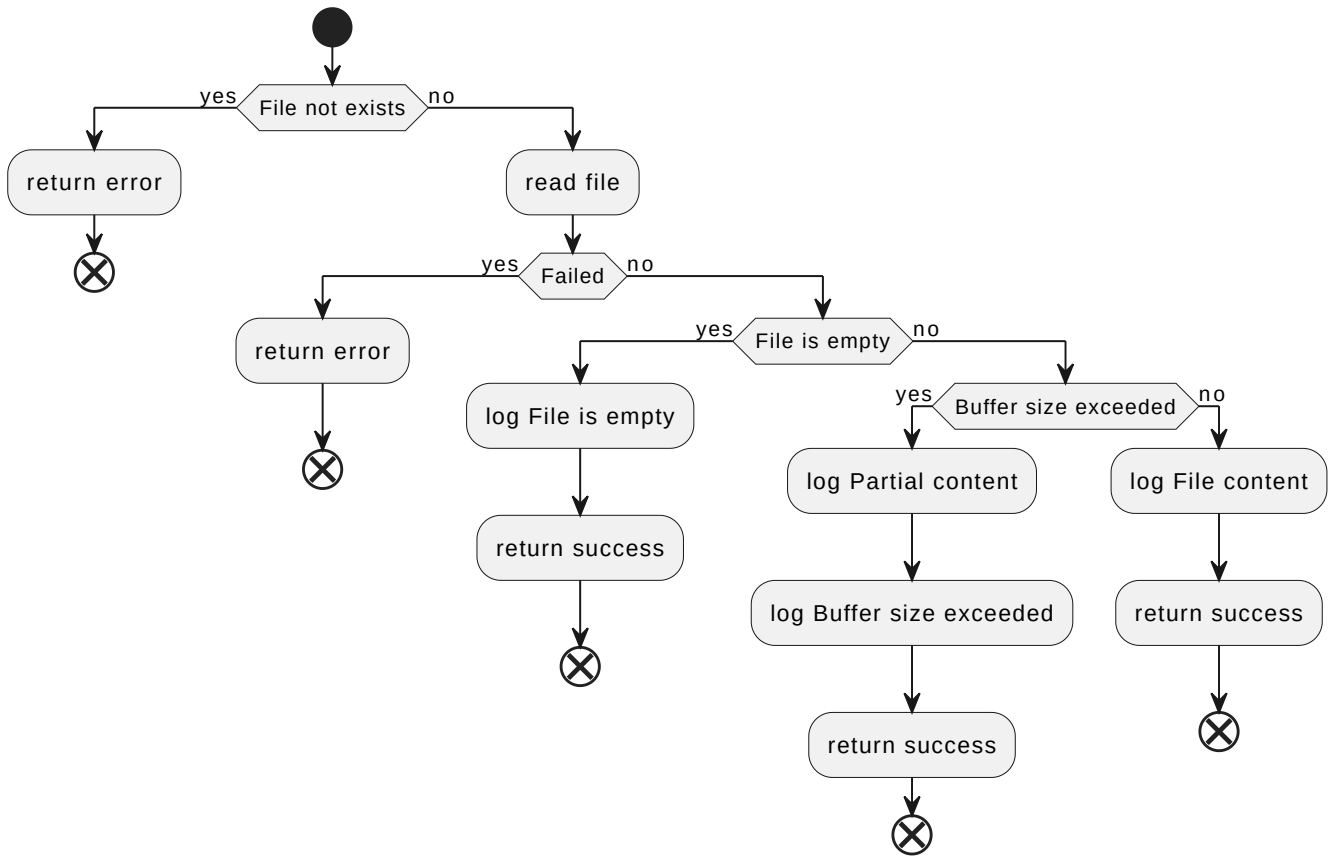 yes
File not exists
no
return error
read file
yes
Failed
no
return error
yes
File is empty
no
log File is empty
yes
Buffer size exceeded
no
log Partial content
log File content
return success
log Buffer size exceeded
return success
return success